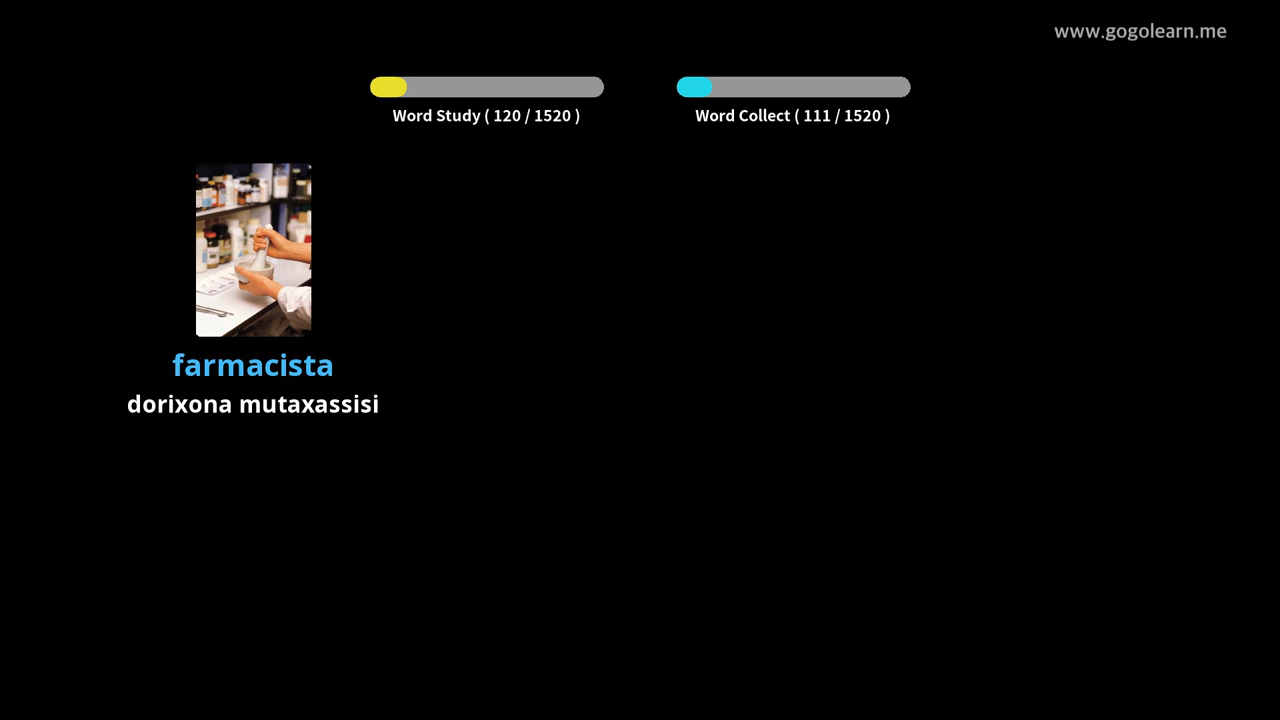 www.gogolearn.me
Word Study ( 120 / 1520 )
Word Collect ( 111 / 1520 )
farmacista
dorixona mutaxassisi